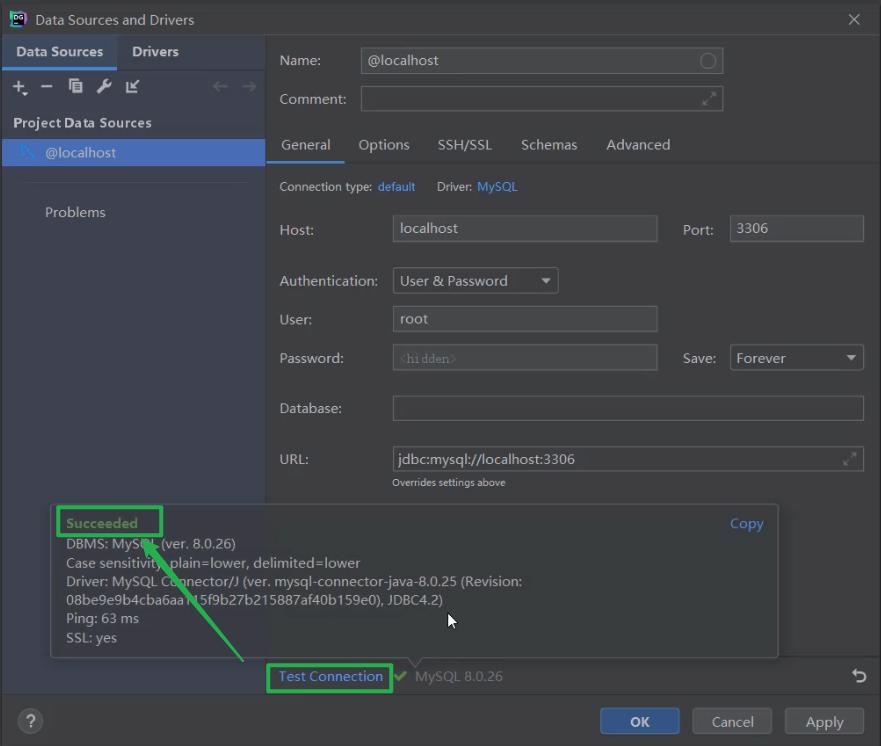 Data Sources and Drivers
Data Sources Drivers
Project Data Sources
@localhost
Problems
Name: @localhost
Comment:
General Options SSH/SSL Schemas Advanced
Connection type: default Driver: MySQL
Host: localhost Port: 3306
Authentication: User & Password
User: root
Password: <hidden> Save: Forever
Database:
URL: jdbc:mysql://localhost:3306
Overrides settings above
Succeeded Copy
DBMS: MySQL (ver. 8.0.26)
Case sensitivity: plain=lower, delimited=lower
Driver: MySQL Connector/J (ver. mysql-connector-java-8.0.25 (Revision:
JDBC4.2)
Ping: 63 ms
SSL: yes
Test Connection MySQL 8.0.26
? OK Cancel Apply